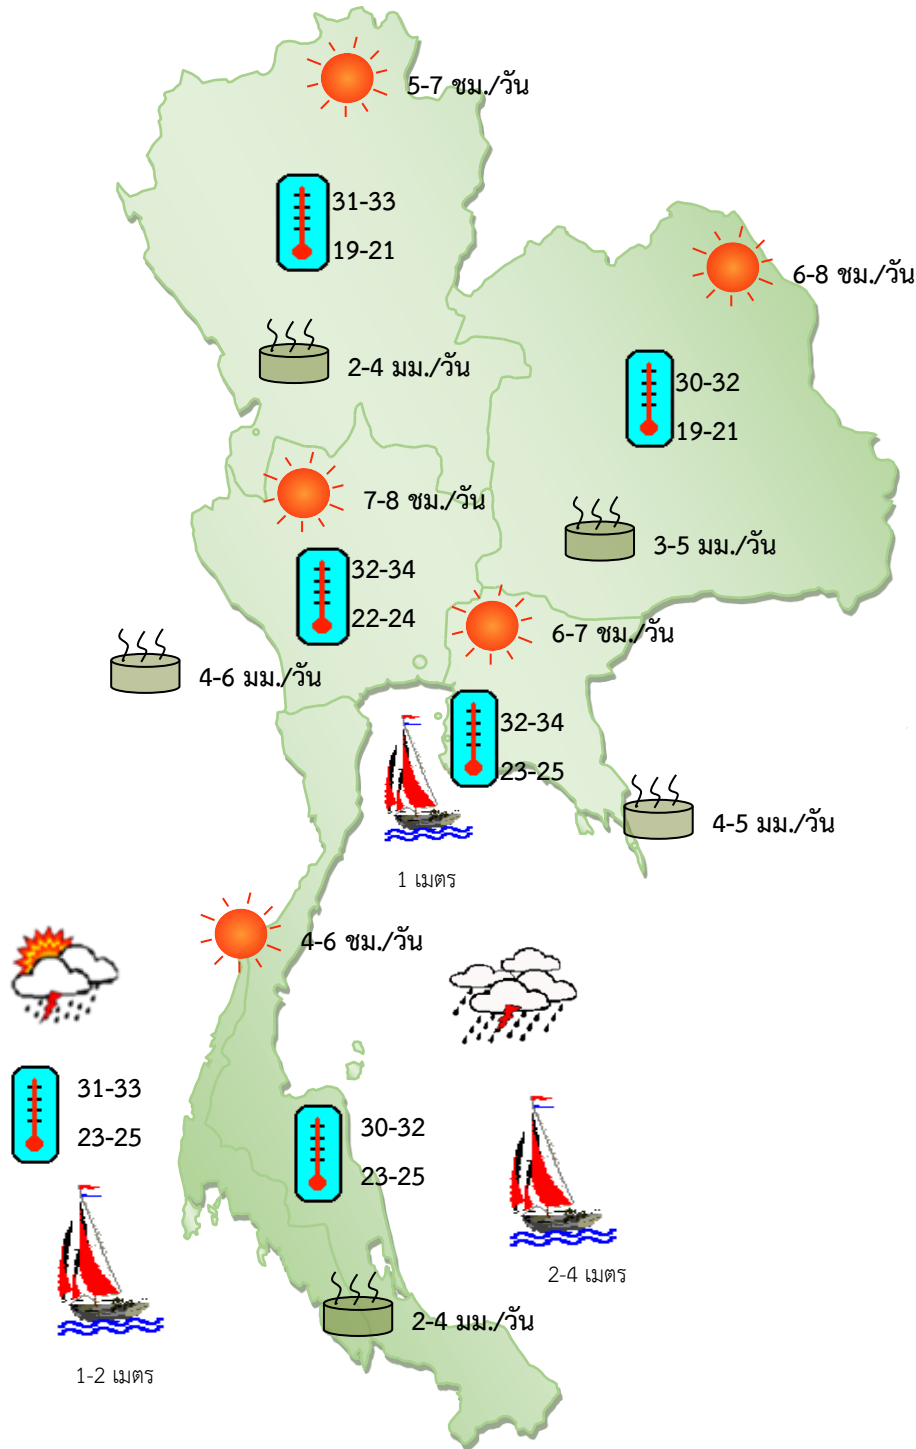 5-7 ชม./วัน
31-33
19-21
6-8 ชม./วัน
2-4 มม./วัน
30-32
19-21
7-8 ชม./วัน
3-5 มม./วัน
32-34
22-24
6-7 ชม./วัน
4-6 มม./วัน
32-34
23-25
4-5 มม./วัน
1 เมตร
4-6 ชม./วัน
31-33
23-25
30-32
23-25
2-4 เมตร
2-4 มม./วัน
1-2 เมตร